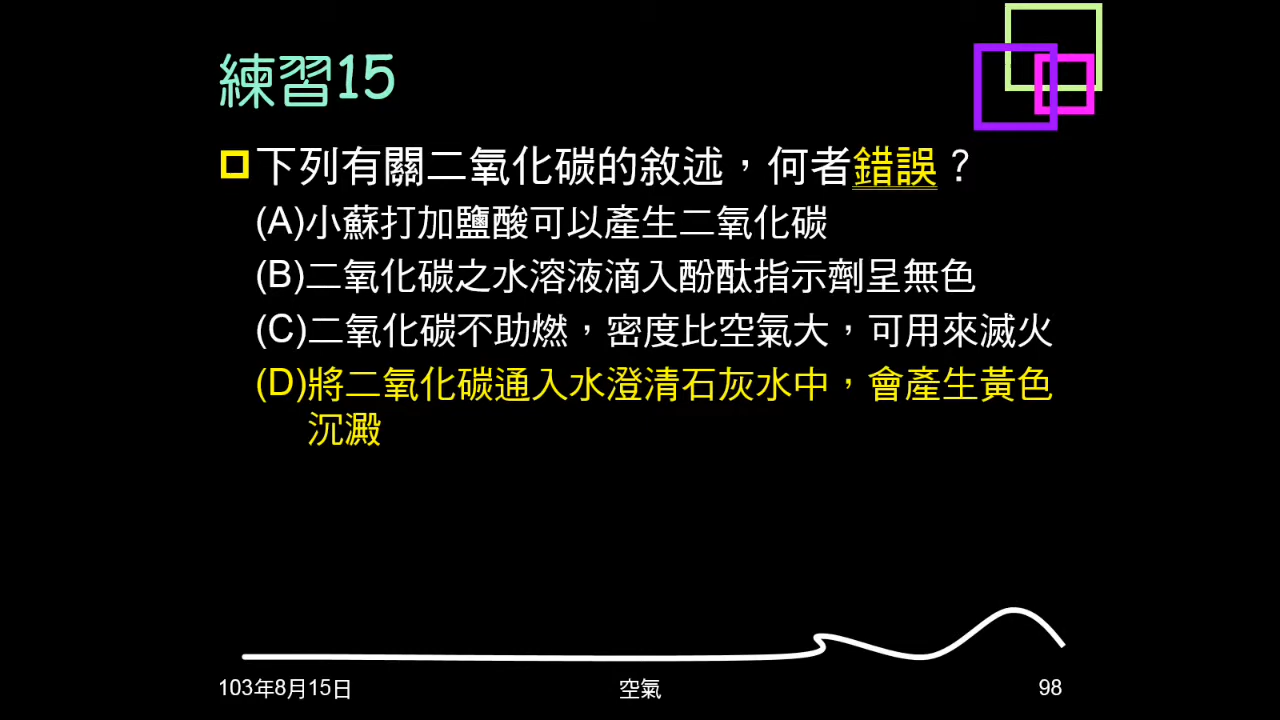 練習15
下列有關二氧化碳的敘述，何者錯誤？
(A)小蘇打加鹽酸可以產生二氧化碳
(B)二氧化碳之水溶液滴入酚酞指示劑呈無色
(C)二氧化碳不助燃，密度比空氣大，可用來滅火
(D)將二氧化碳通入水澄清石灰水中，會產生黃色
沉澱
103年8月15日
空氣
98